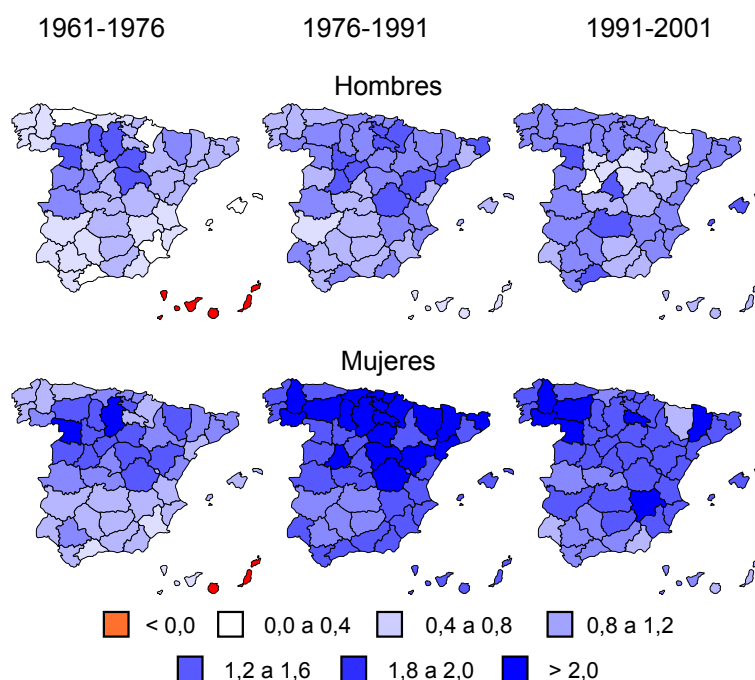 1961-1976 1976-1991 1991-2001
Hombres
Mujeres
< 0,0 0,0 a 0,4 0,4 a 0,8 0,8 a 1,2
1,2 a 1,6 1,8 a 2,0 > 2,0